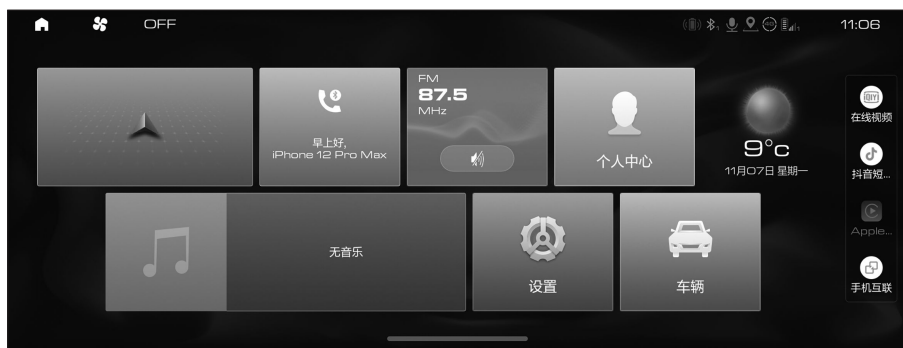 OFF
11:06
FM
87.5
MHz
早上好,
iPhone 12 Pro Max
个人中心
9°c
11月07日 星期一
在线视频
抖音短...
Apple...
手机互联
无音乐
设置
车辆